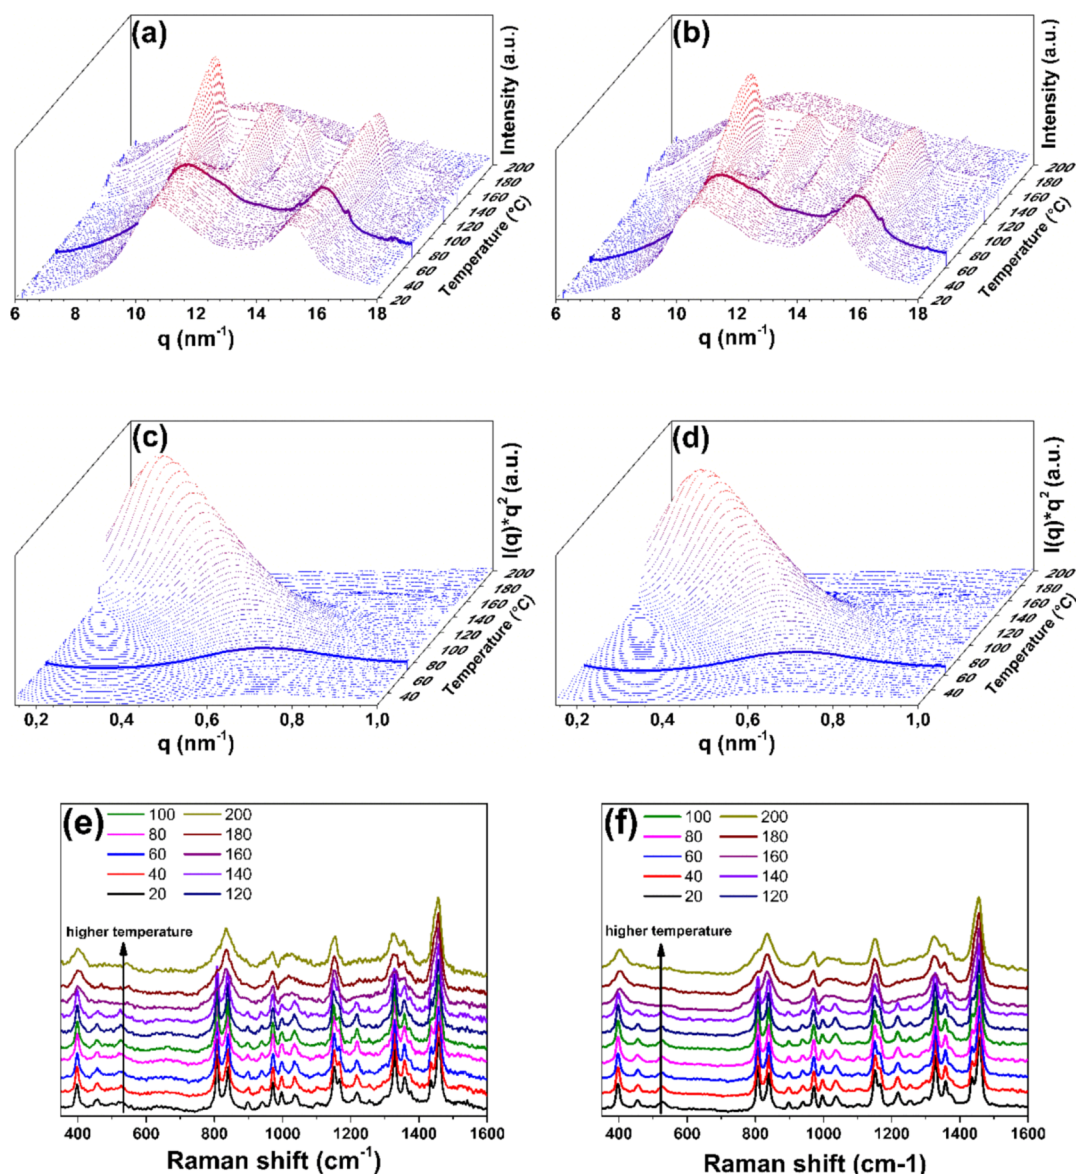 (a)
Intensity (a.u.)
200
180
160
140
120
100
80
60
40
20
Temperature (°C)
6 8 10 12 14 16 18
q (nm⁻¹)
(b)
Intensity (a.u.)
200
180
160
140
120
100
80
60
40
20
Temperature (°C)
6 8 10 12 14 16 18
q (nm⁻¹)
(c)
I(q)*q² (a.u.)
200
180
160
140
120
100
80
60
40
Temperature (°C)
0,2 0,4 0,6 0,8 1,0
q (nm⁻¹)
(d)
I(q)*q² (a.u.)
200
180
160
140
120
100
80
60
40
Temperature (°C)
0,2 0,4 0,6 0,8 1,0
q (nm⁻¹)
(e)
100 200
80 180
60 160
40 140
20 120
higher temperature
400 600 800 1000 1200 1400 1600
Raman shift (cm⁻¹)
(f)
100 200
80 180
60 160
40 140
20 120
higher temperature
400 600 800 1000 1200 1400 1600
Raman shift (cm-1)